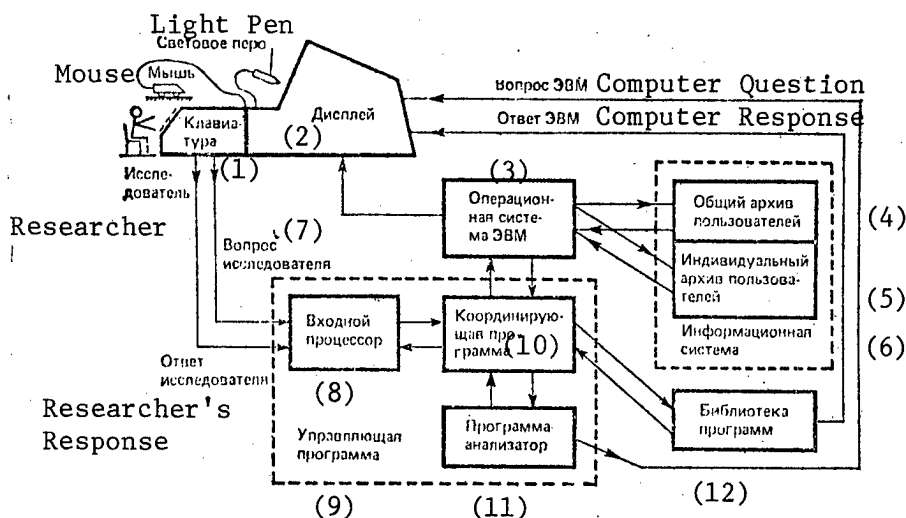 Light Pen
Световое перо
Mouse
Мышь
Вопрос ЭВМ Computer Question
Дисплей
Ответ ЭВМ Computer Response
Клавиа-
тура
(2)
(1)
(3)
Иссле-
дователь
Операцион-
ная систе-
ма ЭВМ
Общий архив
пользователей
(4)
Researcher
(7)
Вопрос
исследователя
Индивидуальный
архив пользова-
телей
(5)
Информационная
система
(6)
Входной
процессор
Координирую-
щая про-
грамма
(10)
Ответ
исследователя
(8)
Researcher's
Response
Управляющая
программа
Программа-
анализатор
Библиотека
программ
(9)
(11)
(12)